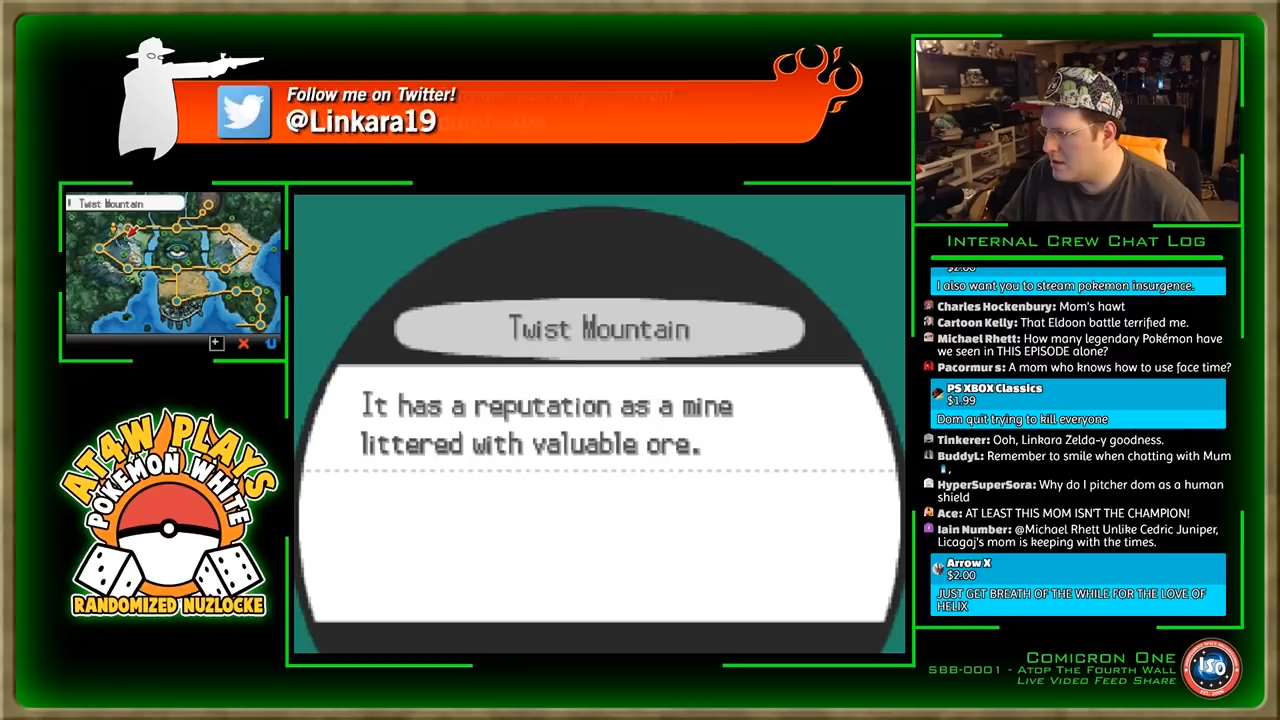 Follow me on Twitter!
@Linkara19
Twist Mountain
Twist Mountain
It has a reputation as a mine
littered with valuable ore.
AT4W PLAYS
POKÉMON WHITE
RANDOMIZED NUZLOCKE
INTERNAL CREW CHAT LOG
$2.00
I also want you to stream pokemon insurgence.
Charles Hockenbury: Mom's hawt
Cartoon Kelly: That Eldoon battle terrified me.
Michael Rhett: How many legendary Pokémon have
we seen in THIS EPISODE alone?
Pacormur s: A mom who knows how to use face time?
PS XBOX Classics
$1.99
Dom quit trying to kill everyone
Tinkerer: Ooh, Linkara Zelda-y goodness.
BuddyL: Remember to smile when chatting with Mum
,
HyperSuperSora: Why do I pitcher dom as a human
shield
Ace: AT LEAST THIS MOM ISN'T THE CHAMPION!
Iain Number: @Michael Rhett Unlike Cedric Juniper,
Licagaj's mom is keeping with the times.
Arrow X
$2.00
JUST GET BREATH OF THE WHILE FOR THE LOVE OF
HELIX
COMICRON ONE
SBB-0001 - ATOP THE FOURTH WALL
LIVE VIDEO FEED SHARE
ISO